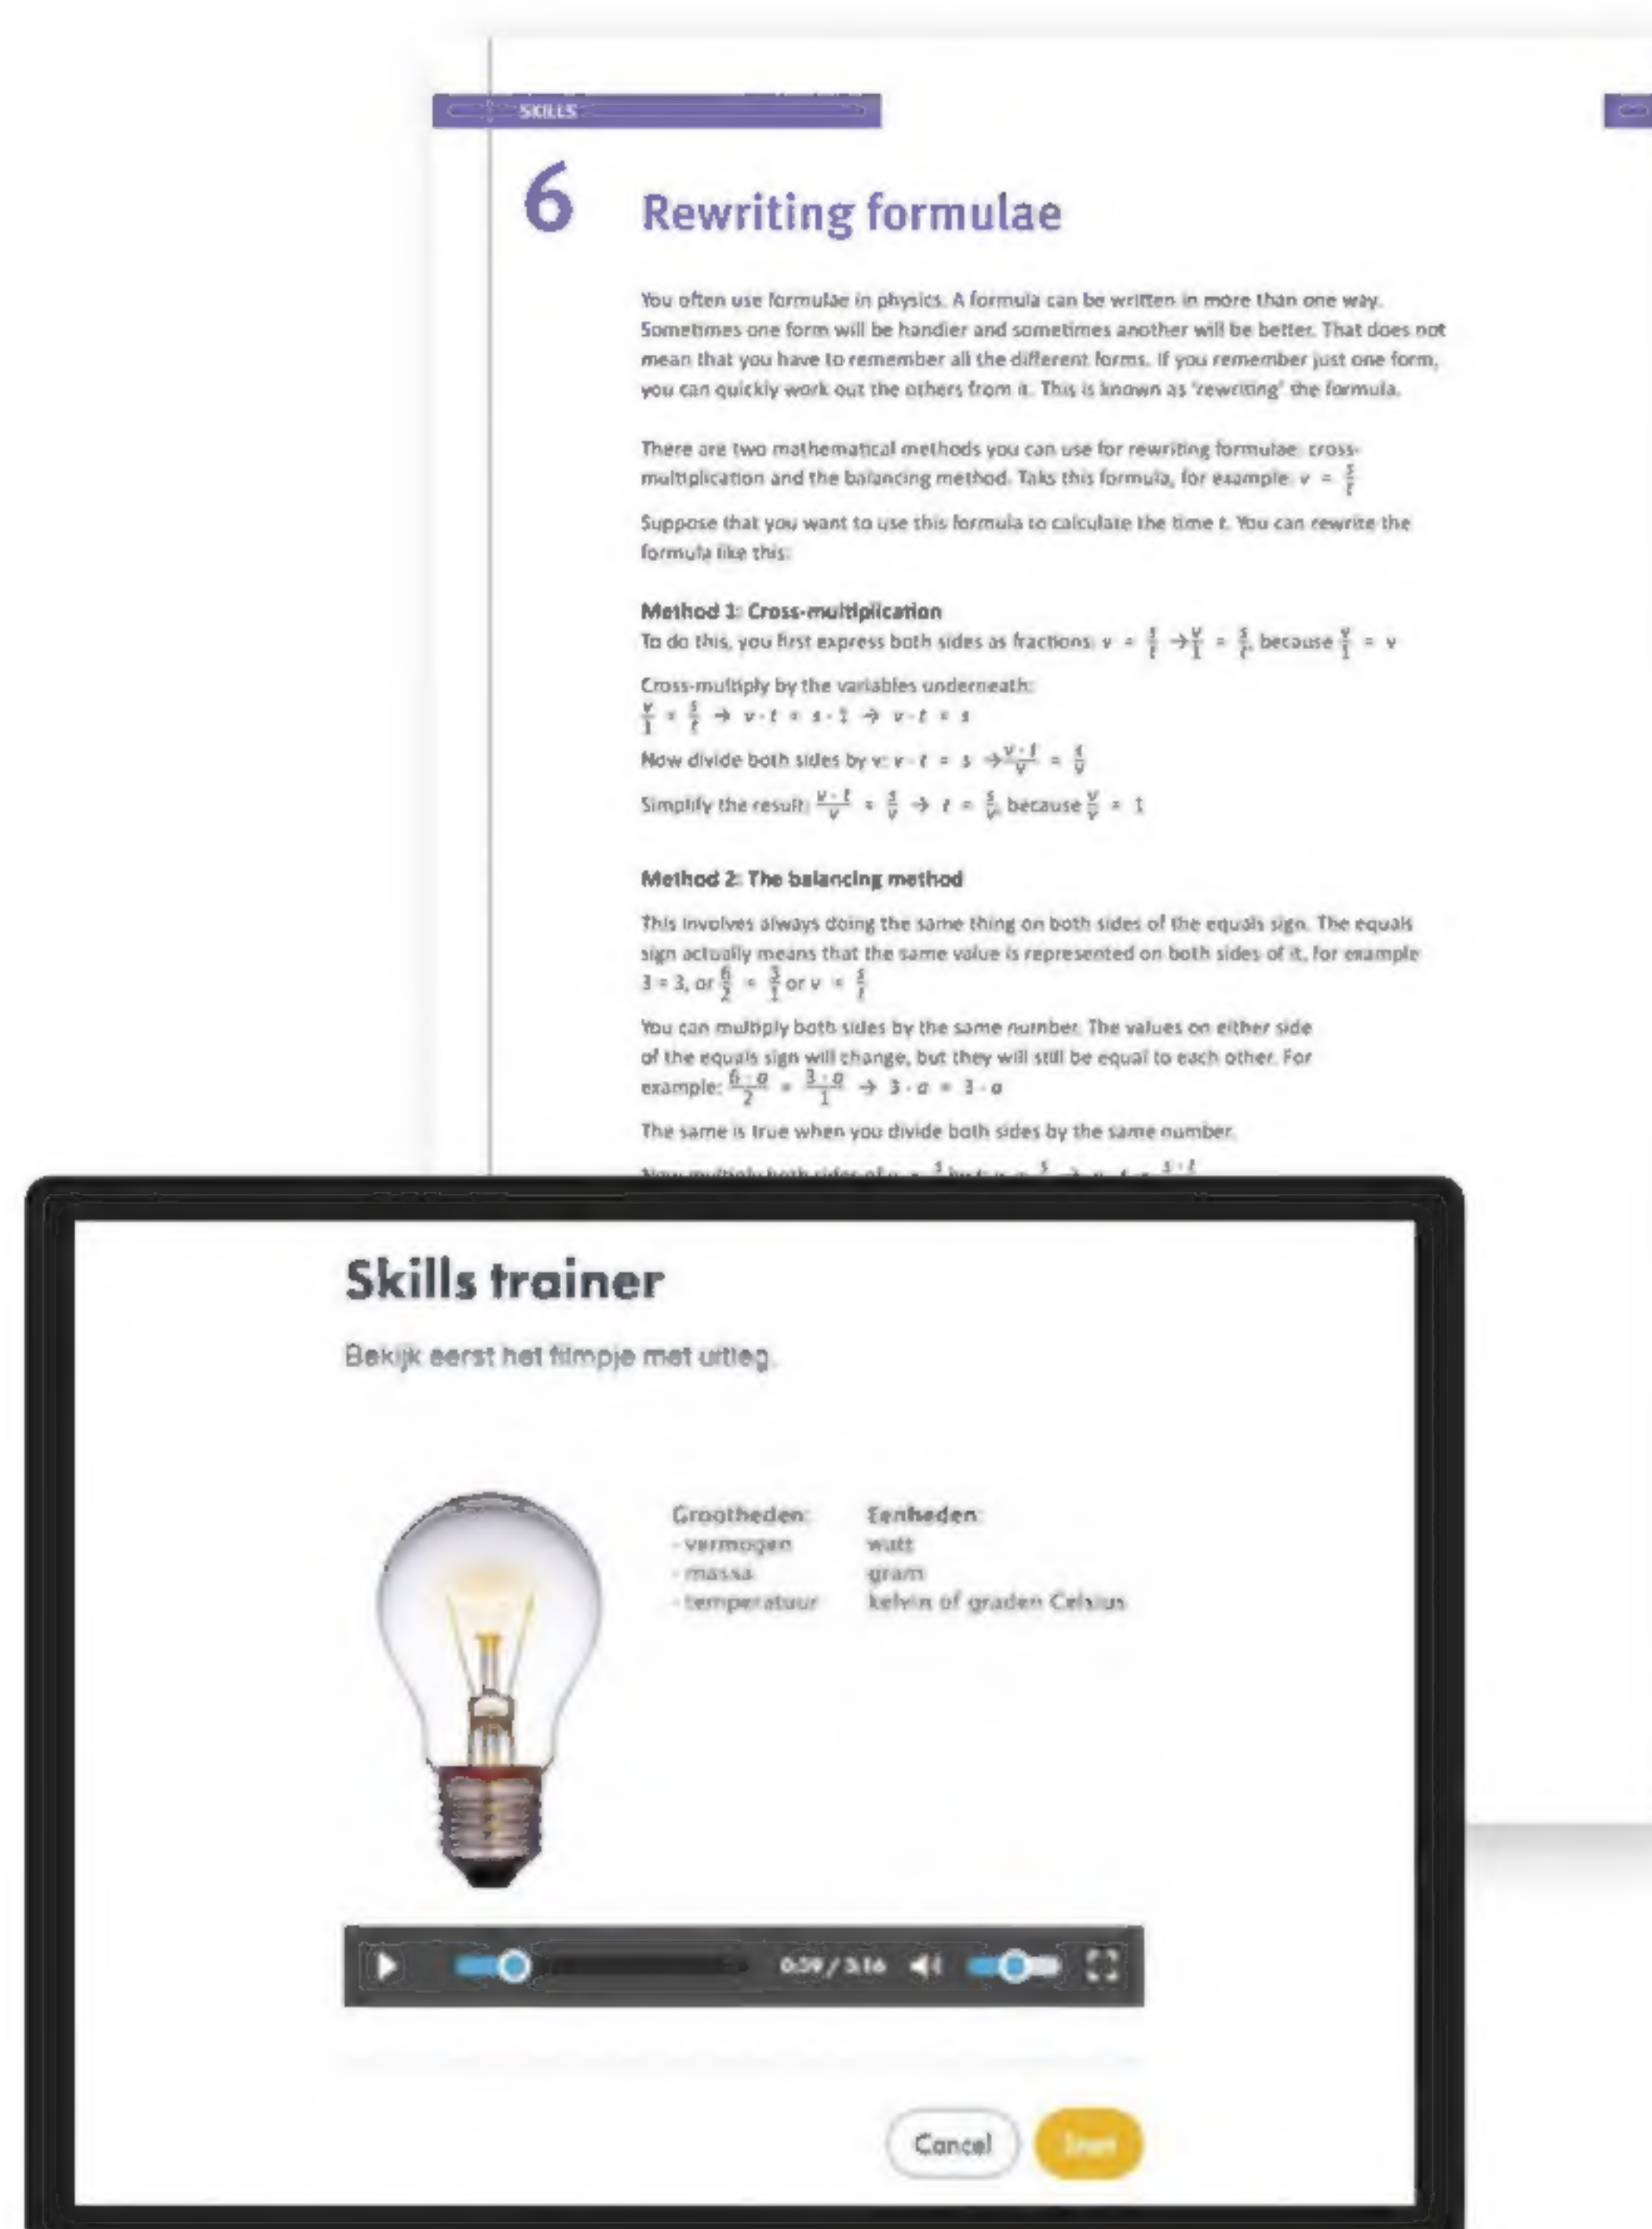 SKILLS
6 Rewriting formulae
You often use formulae in physics. A formula can be written in more than one way.
Sometimes one form will be handier and sometimes another will be better. That does not
mean that you have to remember all the different forms. If you remember just one form,
you can quickly work out the others from it. This is known as 'rewriting' the formula.
There are two mathematical methods you can use for rewriting formulae: cross-
multiplication and the balancing method. Take this formula, for example: v = s/t
Suppose that you want to use this formula to calculate the time t. You can rewrite the
formula like this:
Method 1: Cross-multiplication
To do this, you first express both sides as fractions: v = s/t → v/1 = s/t, because v/1 = v
Cross-multiply by the variables underneath:
v/1 = s/t → v · t = s · 1 → v · t = s
Now divide both sides by v: v · t = s → v · t/v = s/v
Simplify the result: v · t/v = s/v → t = s/v, because v/v = 1
Method 2: The balancing method
This involves always doing the same thing on both sides of the equals sign. The equals
sign actually means that the same value is represented on both sides of it, for example
3 = 3, or 6/2 = 3/1 or v = s/t
You can multiply both sides by the same number. The values on either side
of the equals sign will change, but they will still be equal to each other. For
example: 6 · a/2 = 3 · a/1 → 3 · a = 3 · a
The same is true when you divide both sides by the same number.
Now multiply both sides of v = s/t by t: v = s/t → v · t = s · t
Skills trainer
Bekijk eerst het filmpje met uitleg.
Grootheden: Eenheden:
- vermogen watt
- massa gram
- temperatuur kelvin of graden Celsius
0:39 / 3:16
Cancel Start